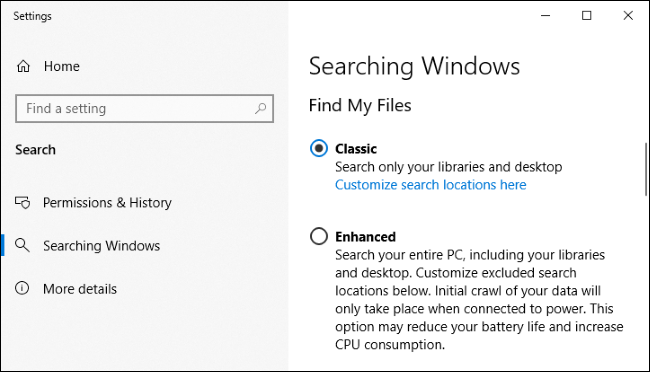 Settings
Home
Find a setting
Search
Permissions & History
Searching Windows
More details
Searching Windows
Find My Files
Classic
Search only your libraries and desktop
Customize search locations here
Enhanced
Search your entire PC, including your libraries
and desktop. Customize excluded search
locations below. Initial crawl of your data will
only take place when connected to power. This
option may reduce your battery life and increase
CPU consumption.